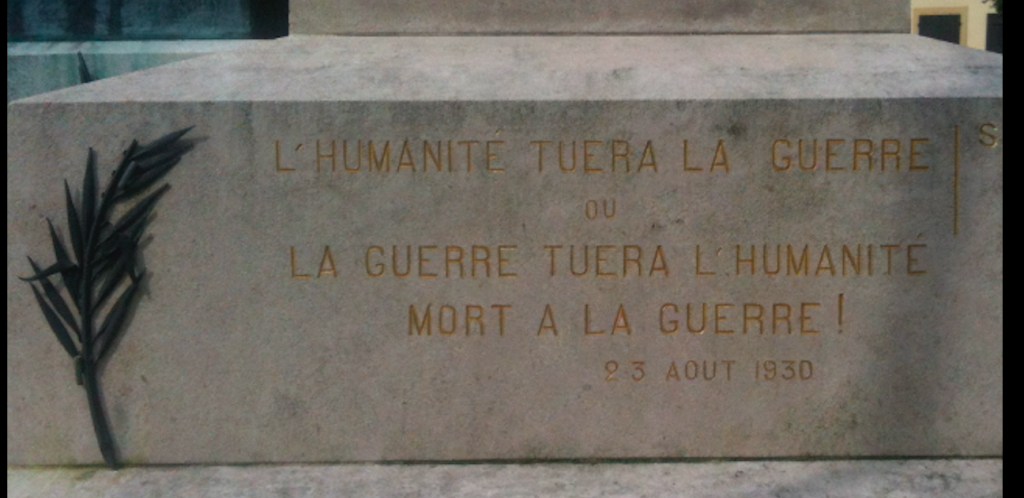 L'HUMANITÉ TUERA LA GUERRE
OU
LA GUERRE TUERA L'HUMANITÉ
MORT A LA GUERRE !
23 AOUT 1930
S